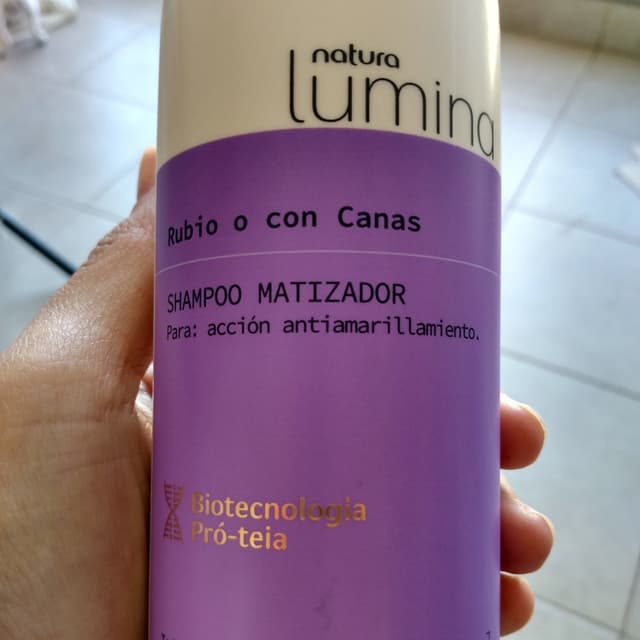 natura
lumina
Rubio o con Canas
SHAMPOO MATIZADOR
Para: acción antiamarillamiento.
Biotecnologia
Pró-teia